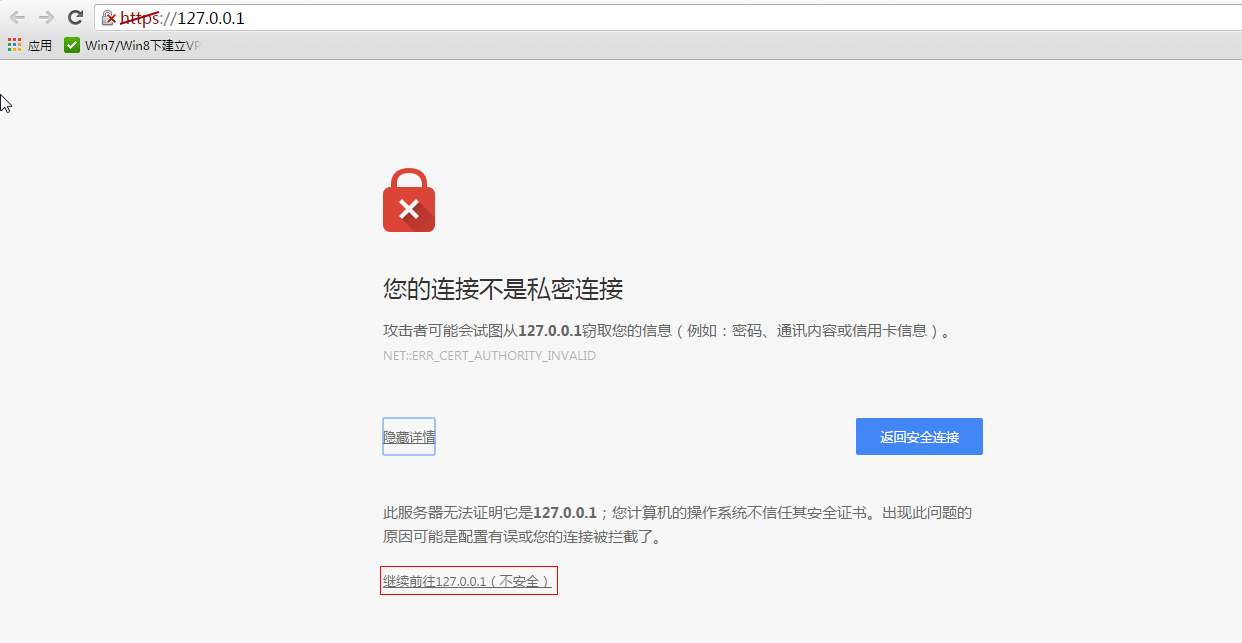 https://127.0.0.1
应用 Win7/Win8下建立VP
您的连接不是私密连接
攻击者可能会试图从127.0.0.1窃取您的信息（例如：密码、通讯内容或信用卡信息）。
NET::ERR_CERT_AUTHORITY_INVALID
隐藏详情 返回安全连接
此服务器无法证明它是127.0.0.1；您计算机的操作系统不信任其安全证书。出现此问题的
原因可能是配置有误或您的连接被拦截了。
继续前往127.0.0.1（不安全）